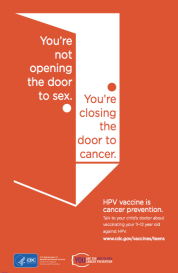 You're
not
opening
the door
to sex.
You're
closing
the
door to
cancer.
HPV vaccine is
cancer prevention.
Talk to your child's doctor about
vaccinating your 11–12 year old
against HPV.
www.cdc.gov/vaccines/teens
CDC
YOU